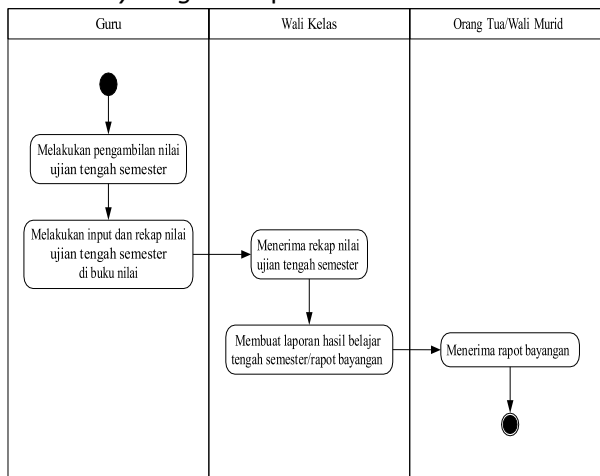 Guru
Wali Kelas
Orang Tua/Wali Murid
Melakukan pengambilan nilai
ujian tengah semester
Melakukan input dan rekap nilai
ujian tengah semester
di buku nilai
Menerima rekap nilai
ujian tengah semester
Membuat laporan hasil belajar
tengah semester/rapot bayangan
Menerima rapot bayangan